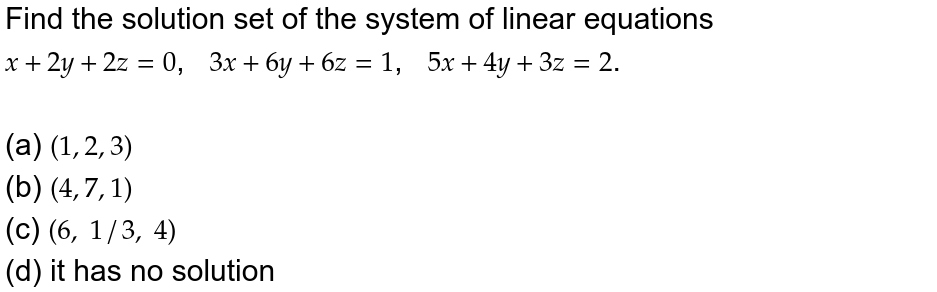 Find the solution set of the system of linear equations
x + 2y + 2z = 0, 3x + 6y + 6z = 1, 5x + 4y + 3z = 2.
(a) (1, 2, 3)
(b) (4, 7, 1)
(c) (6, 1/3, 4)
(d) it has no solution